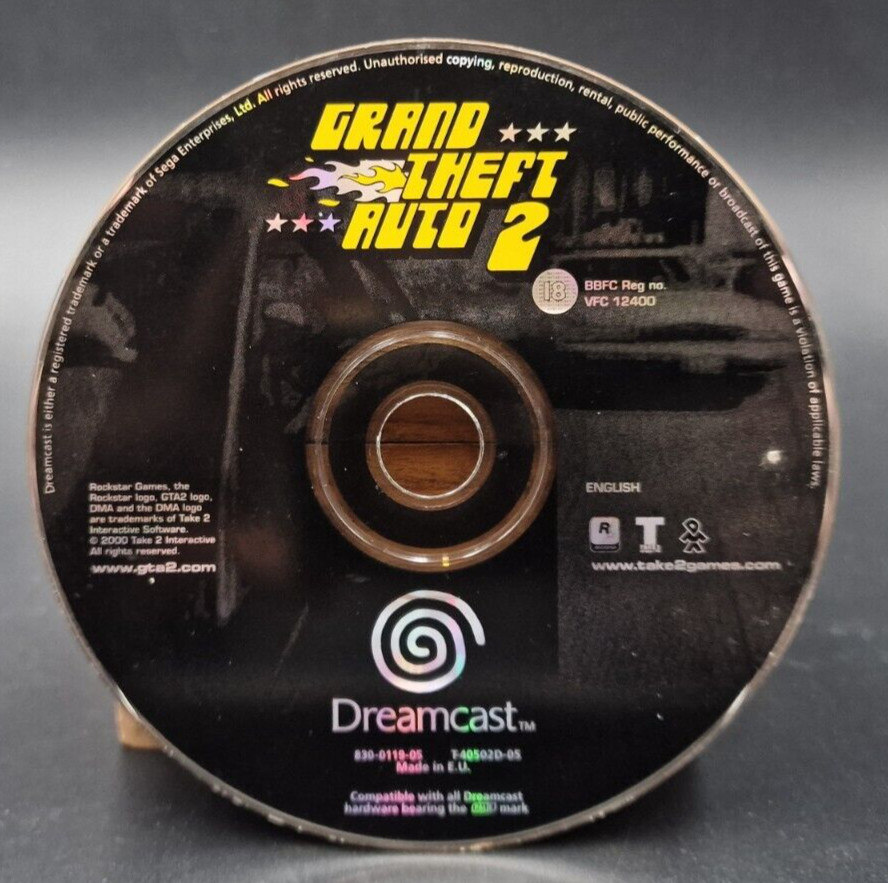 Dreamcast is either a registered trademark or a trademark of Sega Enterprises, Ltd. All rights reserved. Unauthorised copying, reproduction, rental, public performance or broadcast of this game is a violation of applicable laws.
GRAND
THEFT
AUTO 2
18
BBFC Reg no.
VFC 12400
Rockstar Games, the
Rockstar logo, GTA2 logo,
DMA and the DMA logo
are trademarks of Take 2
Interactive Software.
© 2000 Take 2 Interactive
All rights reserved.
www.gta2.com
ENGLISH
R
T
www.take2games.com
Dreamcast™
830-0119-05 T-40502D-05
Made in E.U.
Compatible with all Dreamcast
hardware bearing the PAL mark